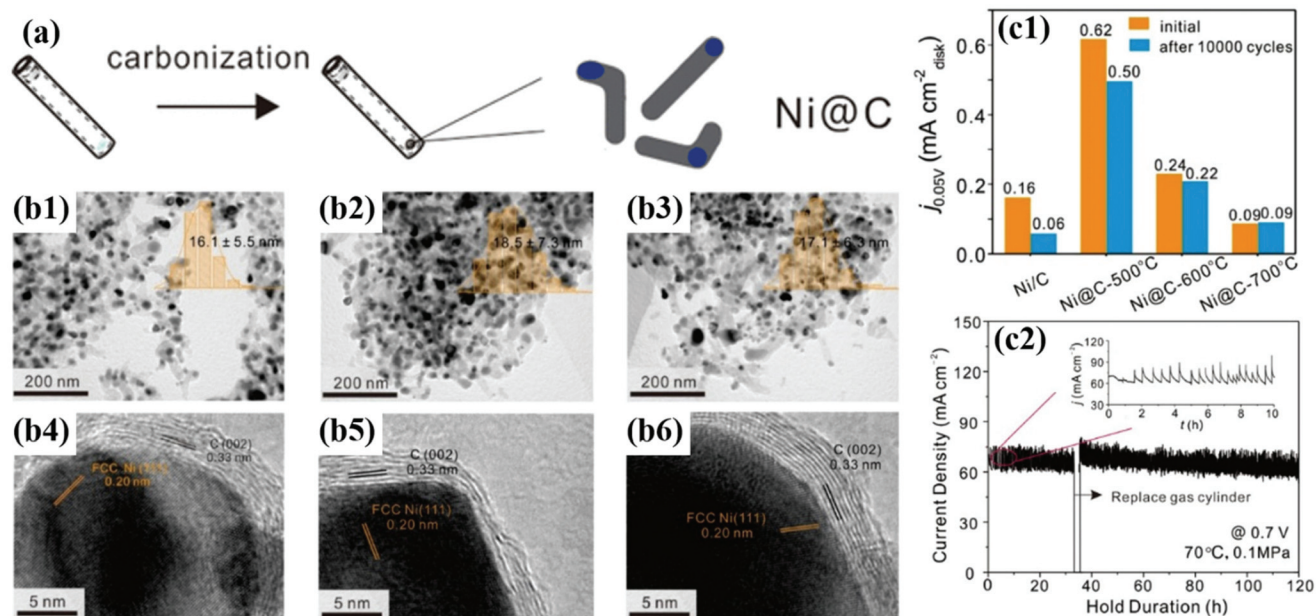 (a)
carbonization
Ni@C
(b1)
16.1 ± 5.5 nm
200 nm
(b2)
18.5 ± 7.3 nm
200 nm
(b3)
17.1 ± 6.3 nm
200 nm
(b4)
C (002)
0.33 nm
FCC Ni(111)
0.20 nm
5 nm
(b5)
C (002)
0.33 nm
FCC Ni(111)
0.20 nm
5 nm
(b6)
C (002)
0.33 nm
FCC Ni(111)
0.20 nm
5 nm
(c1)
initial
after 10000 cycles
j0.05V (mA cm-2 disk)
0.6
0.4
0.2
0.0
0.16
0.06
0.62
0.50
0.24
0.22
0.09
0.09
Ni/C
Ni@C-500°C
Ni@C-600°C
Ni@C-700°C
(c2)
Current Density (mA cm-2)
150
120
90
60
30
0
j (mA cm-2)
120
90
60
30
0 2 4 6 8 10
t (h)
Replace gas cylinder
@ 0.7 V
70°C, 0.1MPa
0 20 40 60 80 100 120
Hold Duration (h)